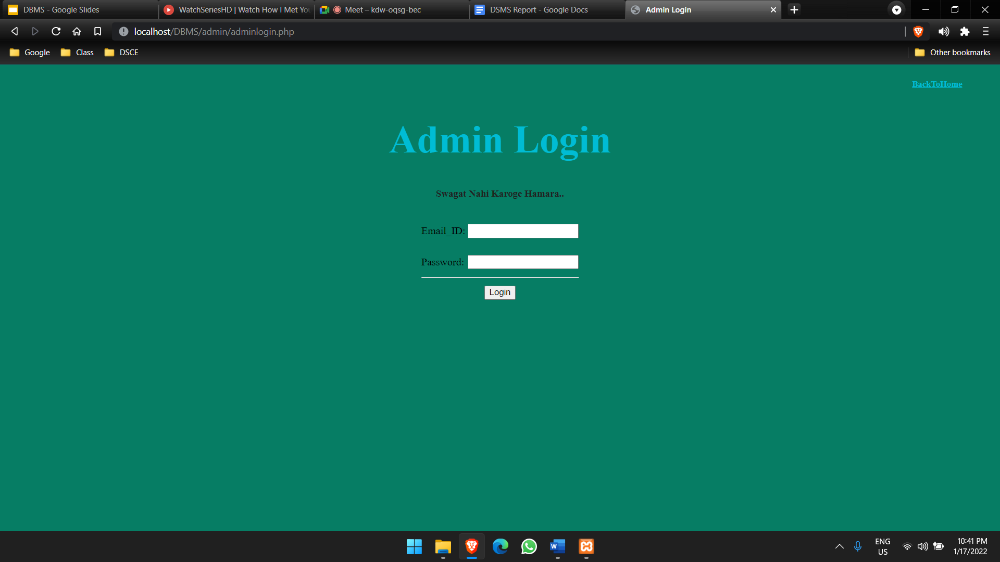 DBMS - Google Slides
WatchSeriesHD | Watch How I Met You
Meet – kdw-oqsg-bec
DSMS Report - Google Docs
Admin Login
localhost/DBMS/admin/adminlogin.php
Google
Class
DSCE
Other bookmarks
BackToHome
Admin Login
Swagat Nahi Karoge Hamara..
Email_ID:
Password:
Login
ENG
US
10:41 PM
1/17/2022